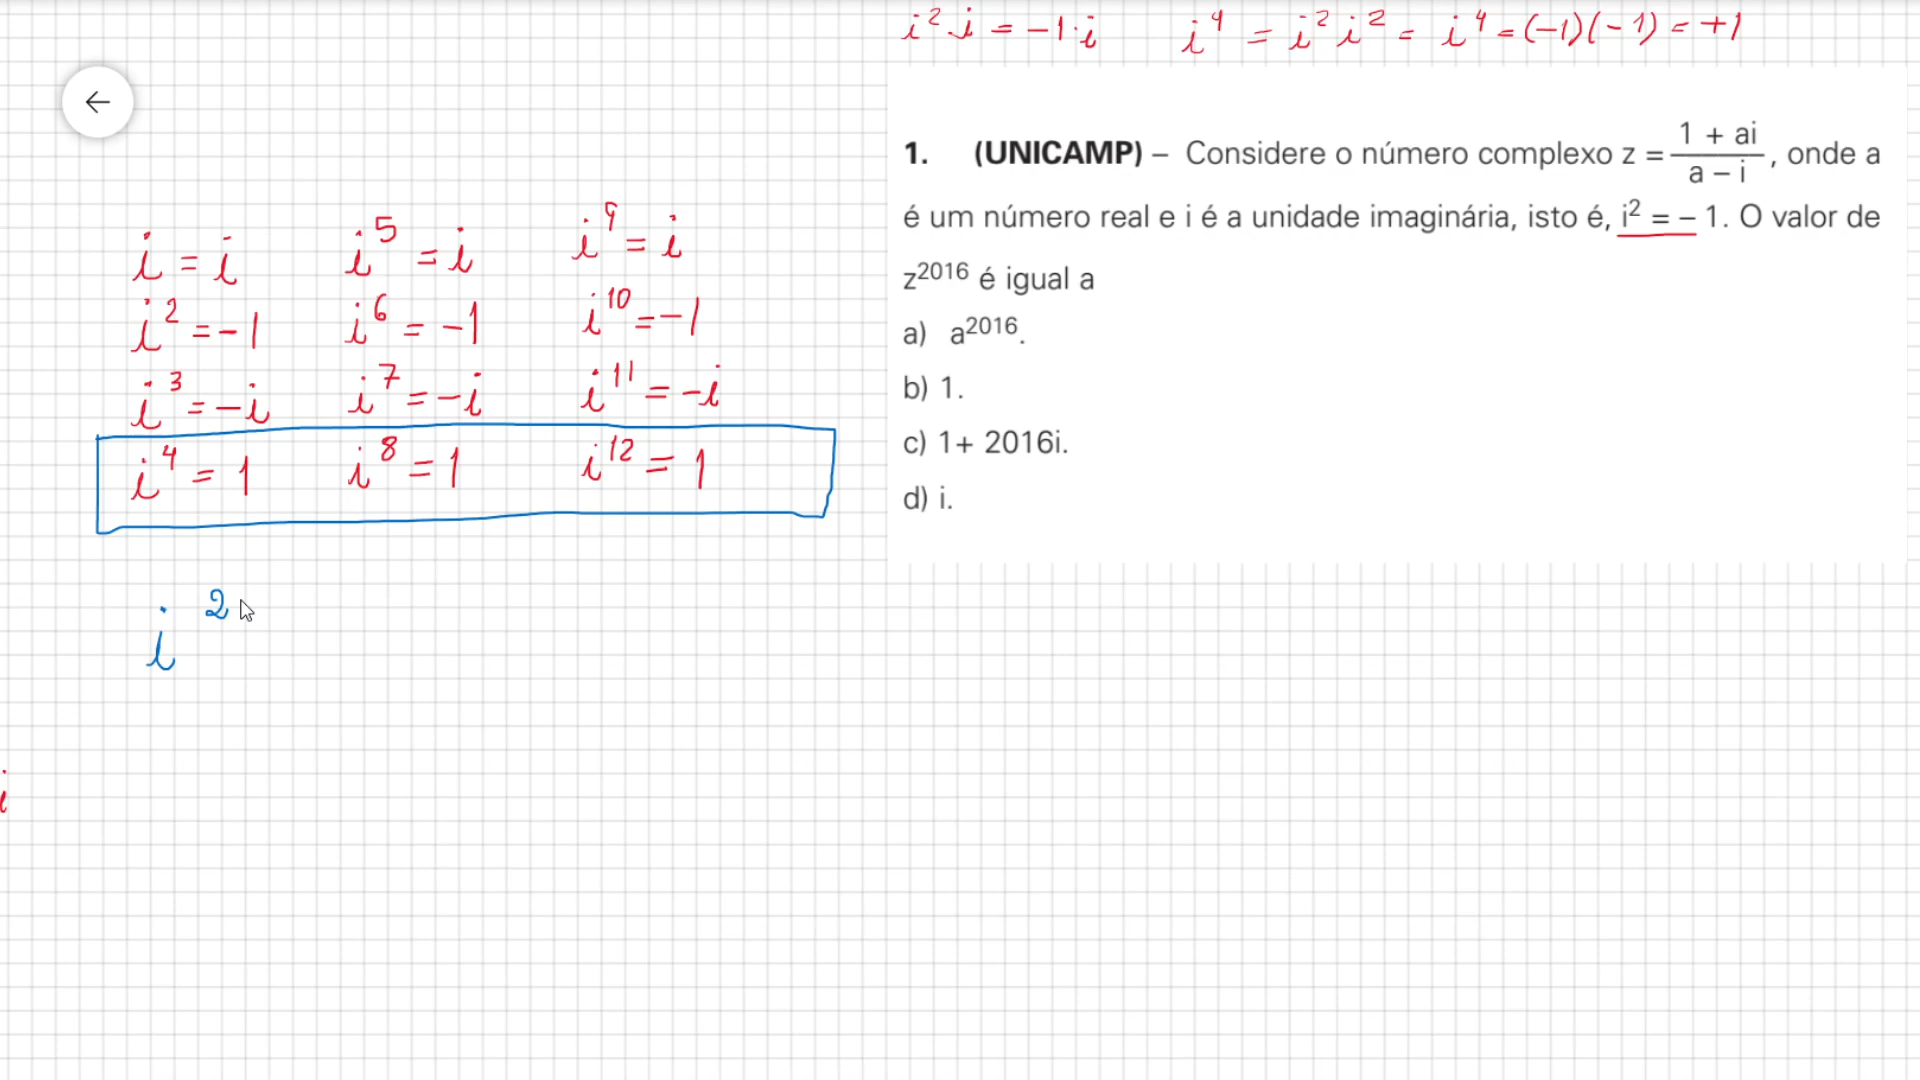 i².i = -1.i i⁴ = i² i² = i⁴ = (-1)(-1) = +1
1. (UNICAMP) – Considere o número complexo z = (1 + ai)/(a – i), onde a
é um número real e i é a unidade imaginária, isto é, i² = – 1. O valor de
z²⁰¹⁶ é igual a
a) a²⁰¹⁶.
b) 1.
c) 1+ 2016i.
d) i.
i = i i⁵ = i i⁹ = i
i² = -1 i⁶ = -1 i¹⁰ = -1
i³ = -i i⁷ = -i i¹¹ = -i
i⁴ = 1 i⁸ = 1 i¹² = 1
i²
i